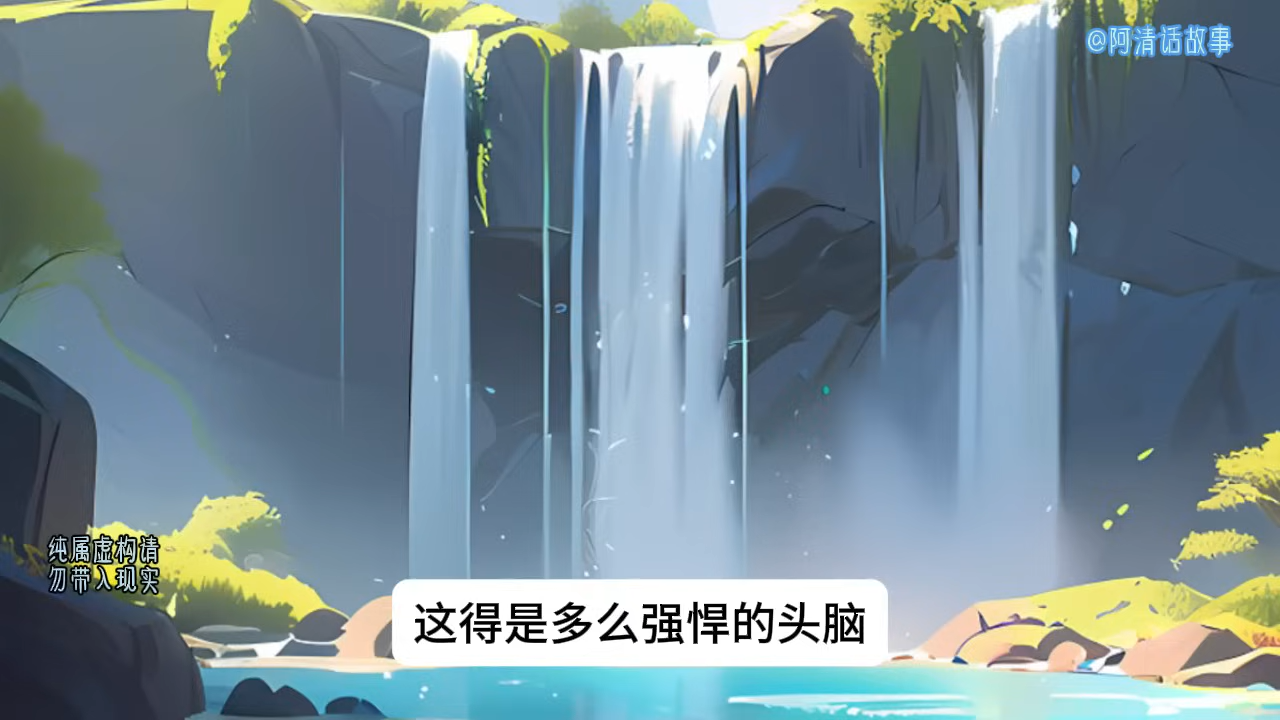 @阿清话故事
纯属虚构请
勿带入现实
这得是多么强悍的头脑